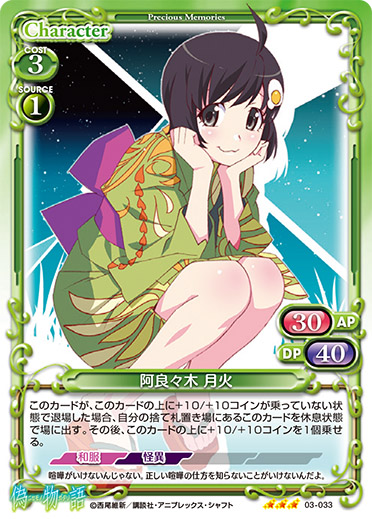 Precious Memories
Character
COST
3
SOURCE
1
30 AP
DP 40
阿良々木 月火
このカードが、このカードの上に+10/+10コインが乗っていない状
態で退場した場合、自分の捨て札置き場にあるこのカードを休息状態
で場に出す。その後、このカードの上に+10/+10コインを1個乗せ
る。
和服 怪異
喧嘩がいけないんじゃない。正しい喧嘩の仕方を知らないことがいけないんだよ。
偽物語
©西尾維新/講談社・アニプレックス・シャフト
★★★ 03-033